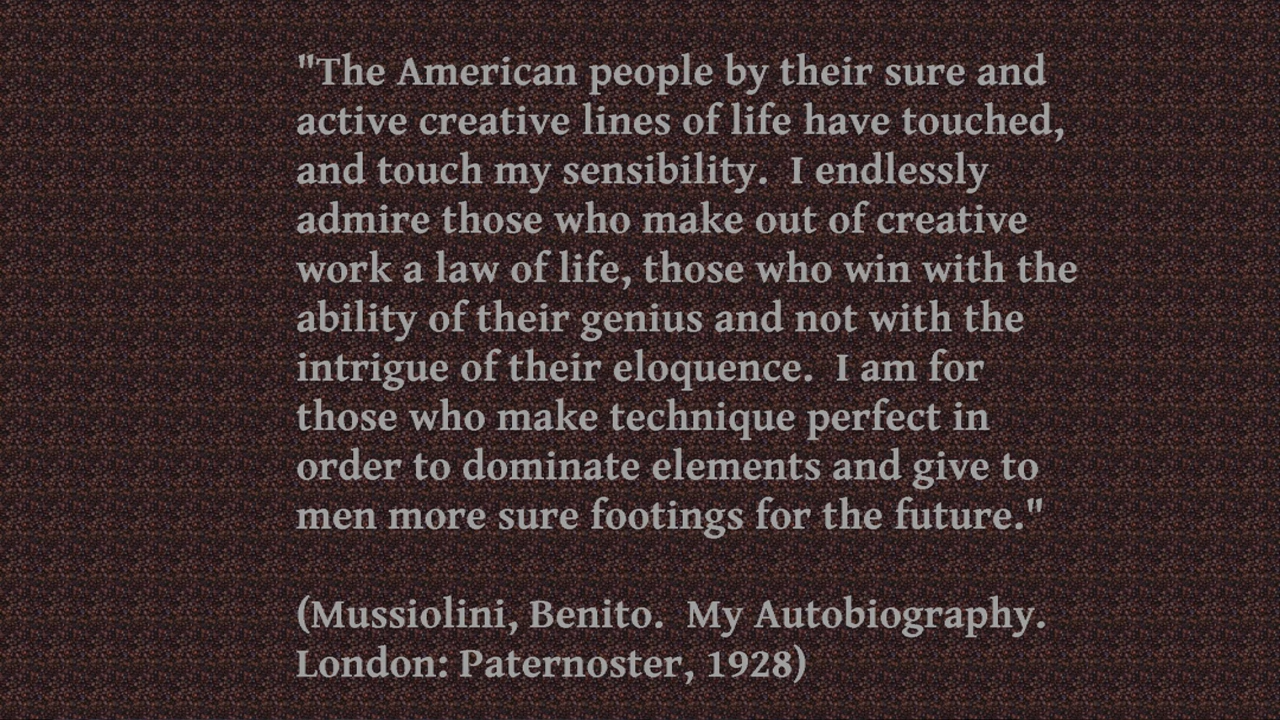 "The American people by their sure and
active creative lines of life have touched,
and touch my sensibility.  I endlessly
admire those who make out of creative
work a law of life, those who win with the
ability of their genius and not with the
intrigue of their eloquence.  I am for
those who make technique perfect in
order to dominate elements and give to
men more sure footings for the future."
(Mussiolini, Benito.  My Autobiography.
London: Paternoster, 1928)